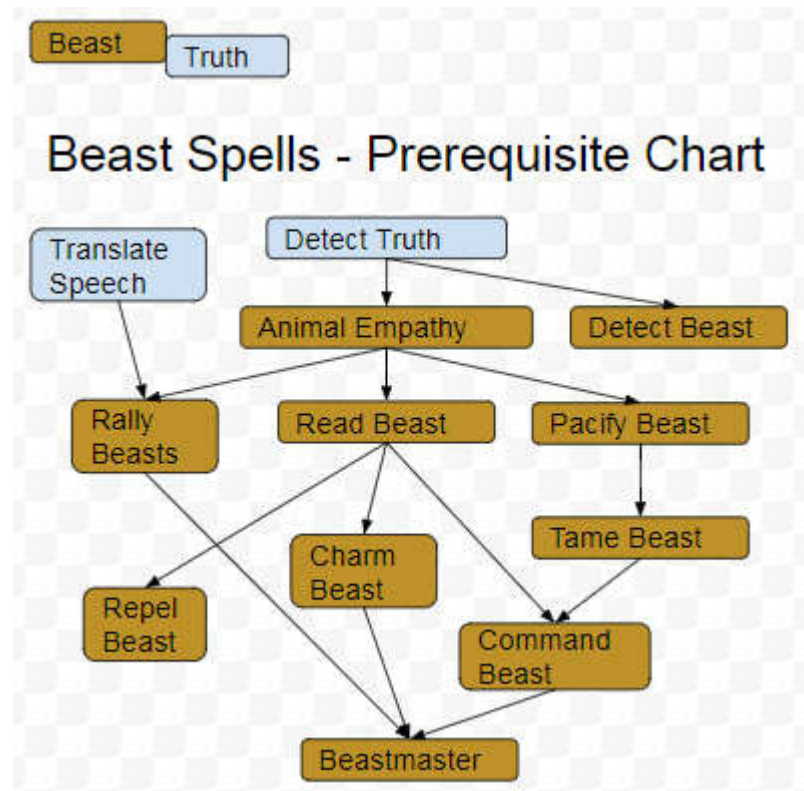 Beast
Truth
Beast Spells - Prerequisite Chart
Translate
Speech
Detect Truth
Animal Empathy
Detect Beast
Rally
Beasts
Read Beast
Pacify Beast
Charm
Beast
Tame Beast
Repel
Beast
Command
Beast
Beastmaster